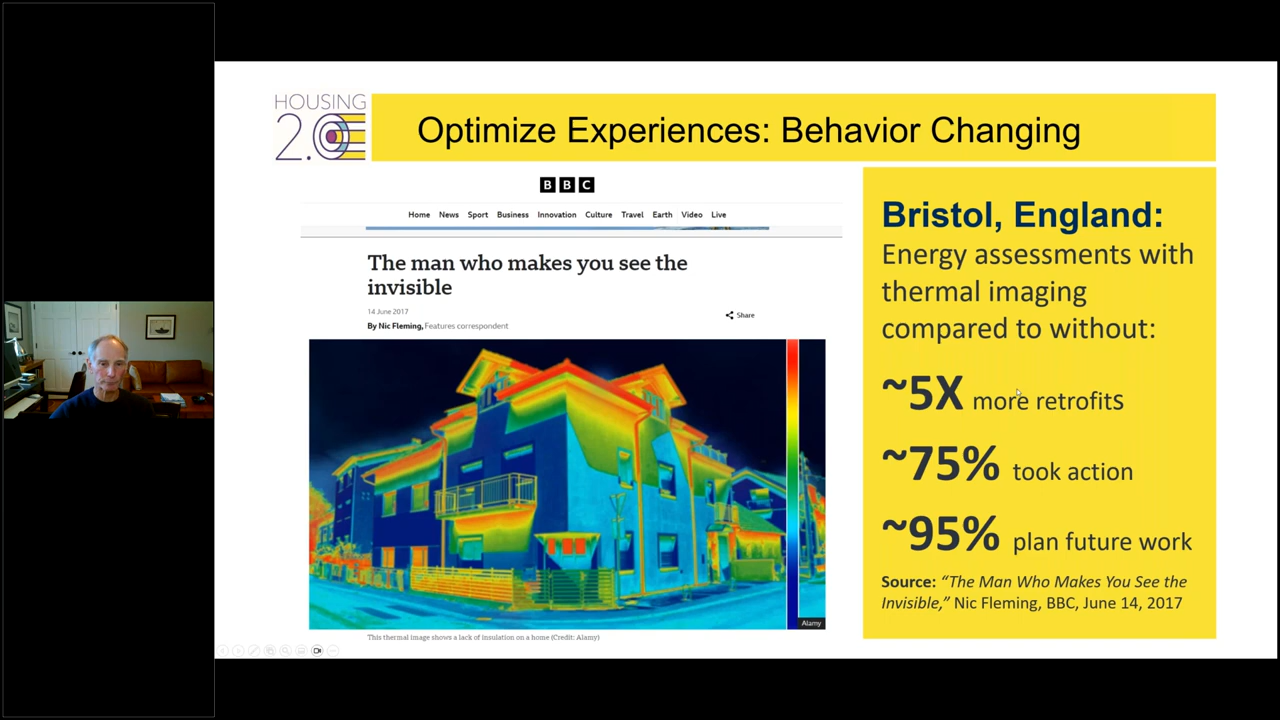 HOUSING
2.0
Optimize Experiences: Behavior Changing
BBC
Home News Sport Business Innovation Culture Travel Earth Video Live
The man who makes you see the
invisible
14 June 2017
By Nic Fleming, Features correspondent
Share
Alamy
This thermal image shows a lack of insulation on a home (Credit: Alamy)
Bristol, England:
Energy assessments with
thermal imaging
compared to without:
~5X more retrofits
~75% took action
~95% plan future work
Source: “The Man Who Makes You See the
Invisible,” Nic Fleming, BBC, June 14, 2017